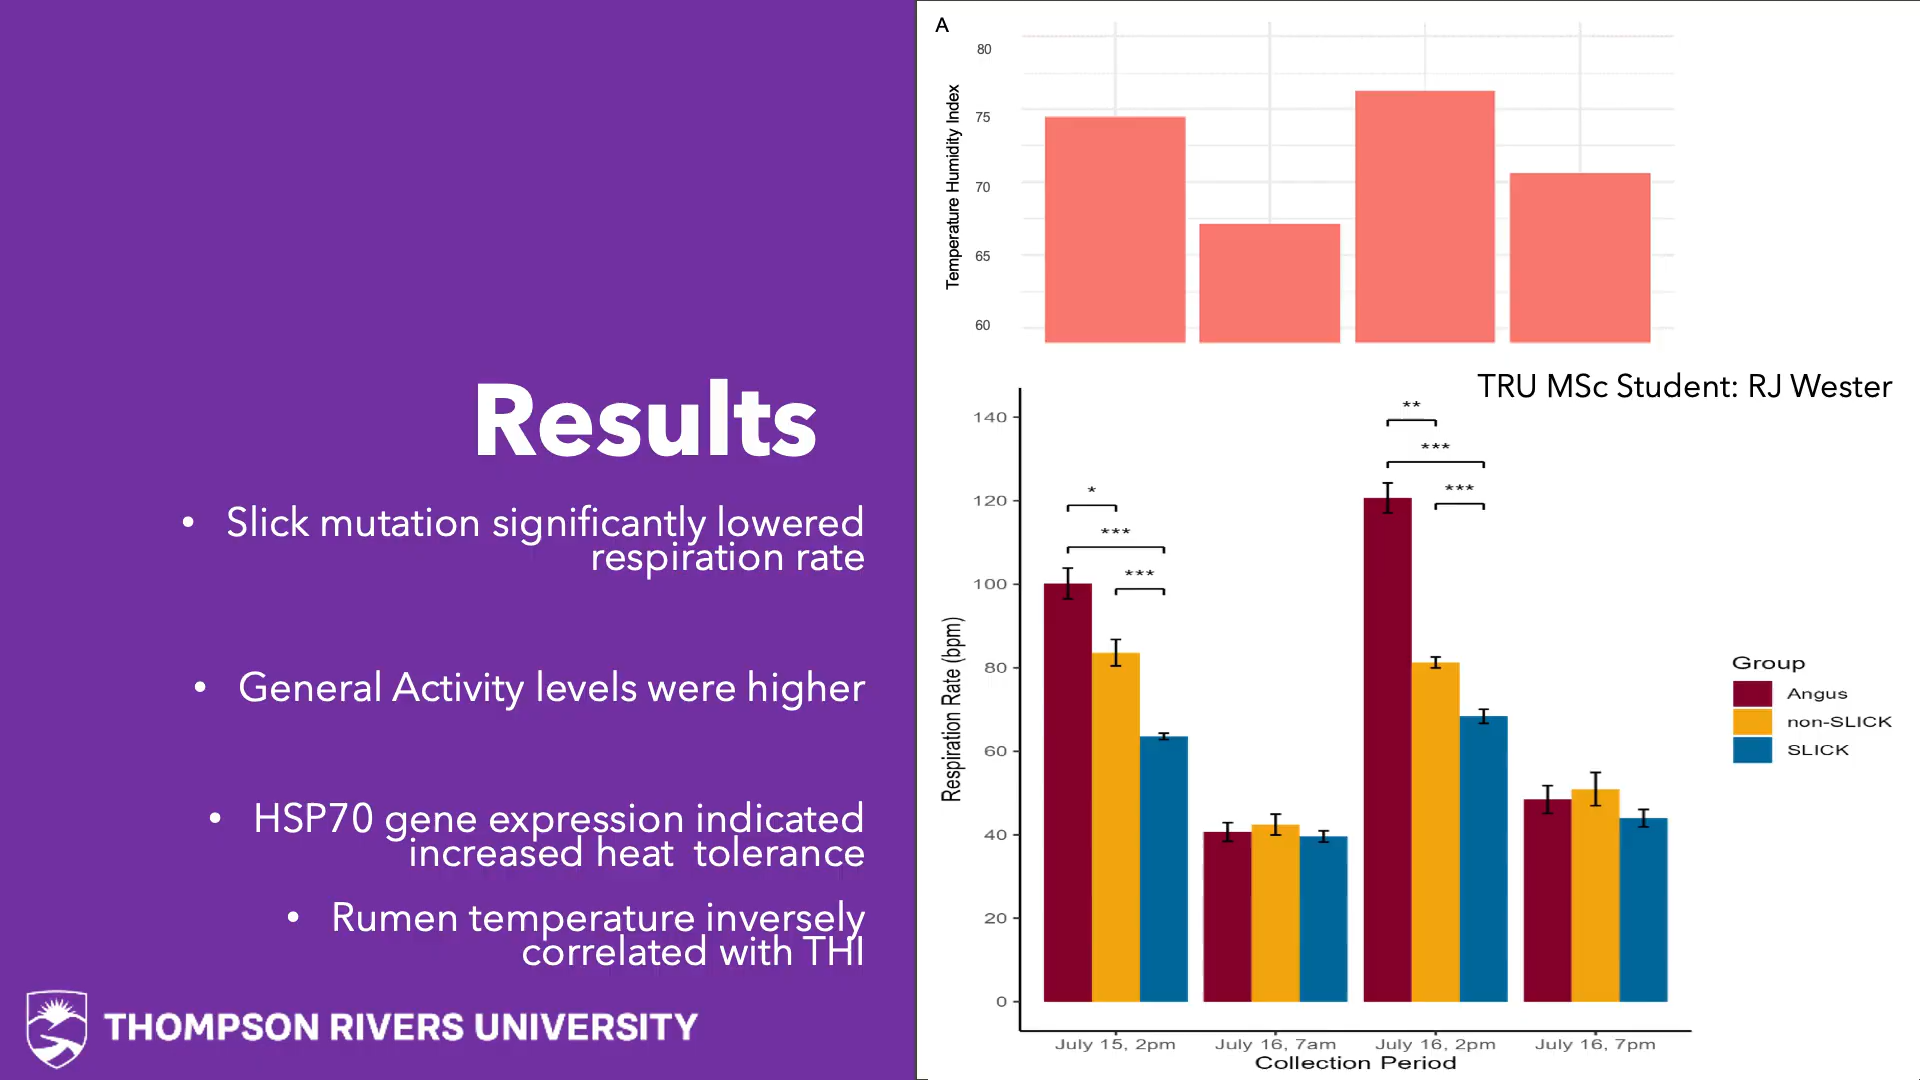 Results
• Slick mutation significantly lowered
respiration rate
• General Activity levels were higher
• HSP70 gene expression indicated
increased heat  tolerance
• Rumen temperature inversely
correlated with THI
THOMPSON RIVERS UNIVERSITY
A
Temperature Humidity Index
80
75
70
65
60
TRU MSc Student: RJ Wester
Respiration Rate (bpm)
140
120
100
80
60
40
20
0
*
***
***
**
***
***
July 15, 2pm
July 16, 7am
July 16, 2pm
July 16, 7pm
Collection Period
Group
Angus
non-SLICK
SLICK